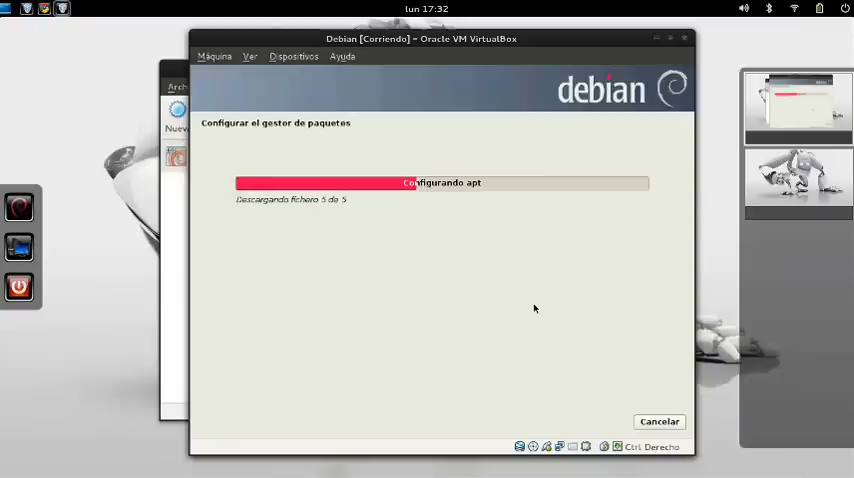 lun 17:32
Debian [Corriendo] - Oracle VM VirtualBox
Máquina Ver Dispositivos Ayuda
Arch
Nueva
debian
Configurar el gestor de paquetes
Configurando apt
Descargando fichero 5 de 5
Cancelar
Ctrl Derecho